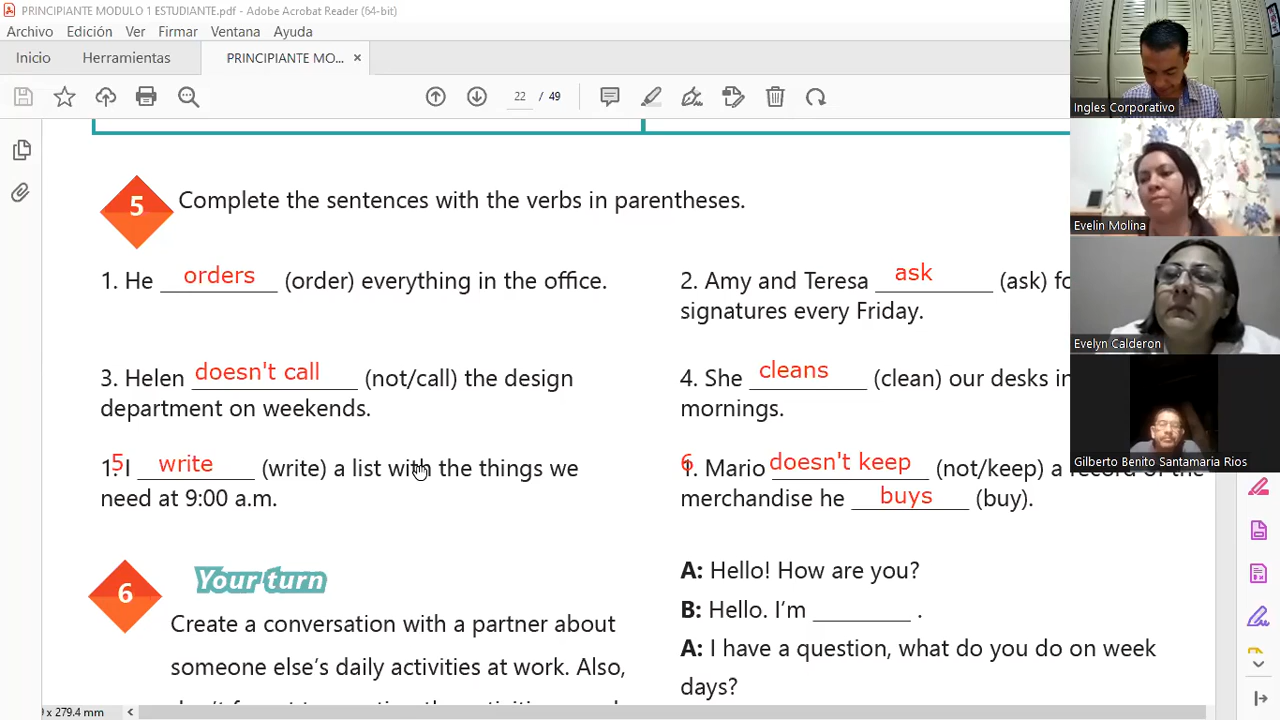 PRINCIPIANTE MODULO 1 ESTUDIANTE.pdf - Adobe Acrobat Reader (64-bit)
Archivo Edición Ver Firmar Ventana Ayuda
Inicio Herramientas PRINCIPIANTE MO... ×
22 / 49
5 Complete the sentences with the verbs in parentheses.
1. He orders (order) everything in the office.
2. Amy and Teresa ask (ask) fo
signatures every Friday.
3. Helen doesn't call (not/call) the design
department on weekends.
4. She cleans (clean) our desks in
mornings.
5. I write (write) a list with the things we
need at 9:00 a.m.
6. Mario doesn't keep (not/keep) a record of the
merchandise he buys (buy).
6 Your turn
Create a conversation with a partner about
someone else's daily activities at work. Also,
A: Hello! How are you?
B: Hello. I'm ________ .
A: I have a question, what do you do on week
days?
x 279.4 mm
Ingles Corporativo
Evelin Molina
Evelyn Calderon
Gilberto Benito Santamaria Rios